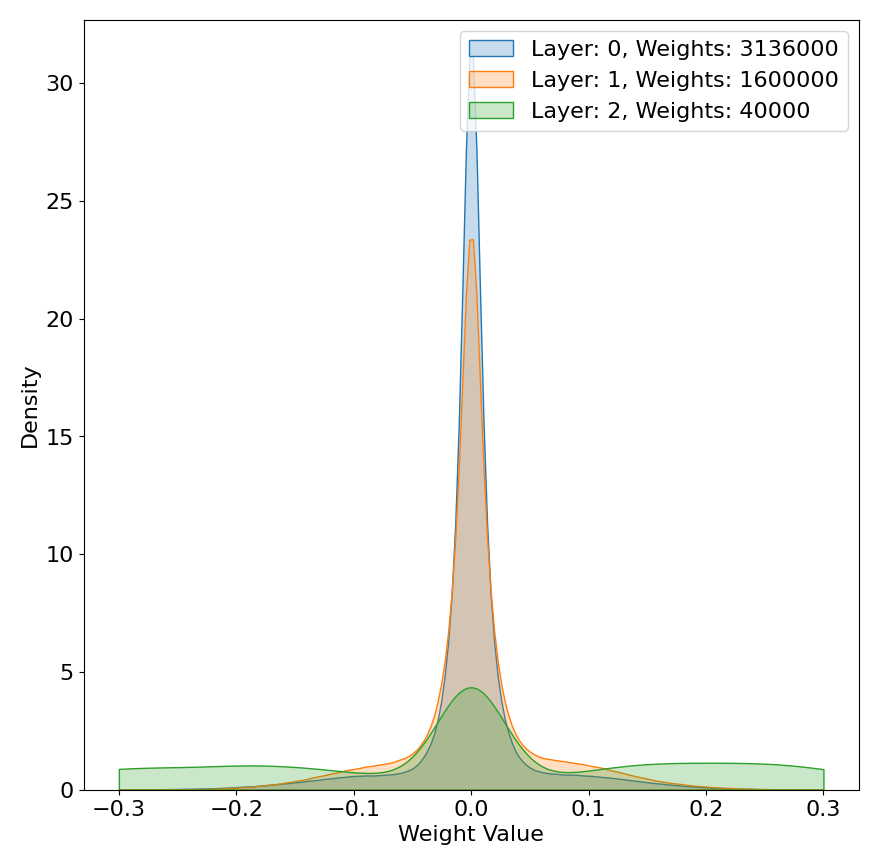 Layer: 0, Weights: 3136000
Layer: 1, Weights: 1600000
Layer: 2, Weights: 40000
30
25
20
15
10
5
0
Density
−0.3 −0.2 −0.1 0.0 0.1 0.2 0.3
Weight Value